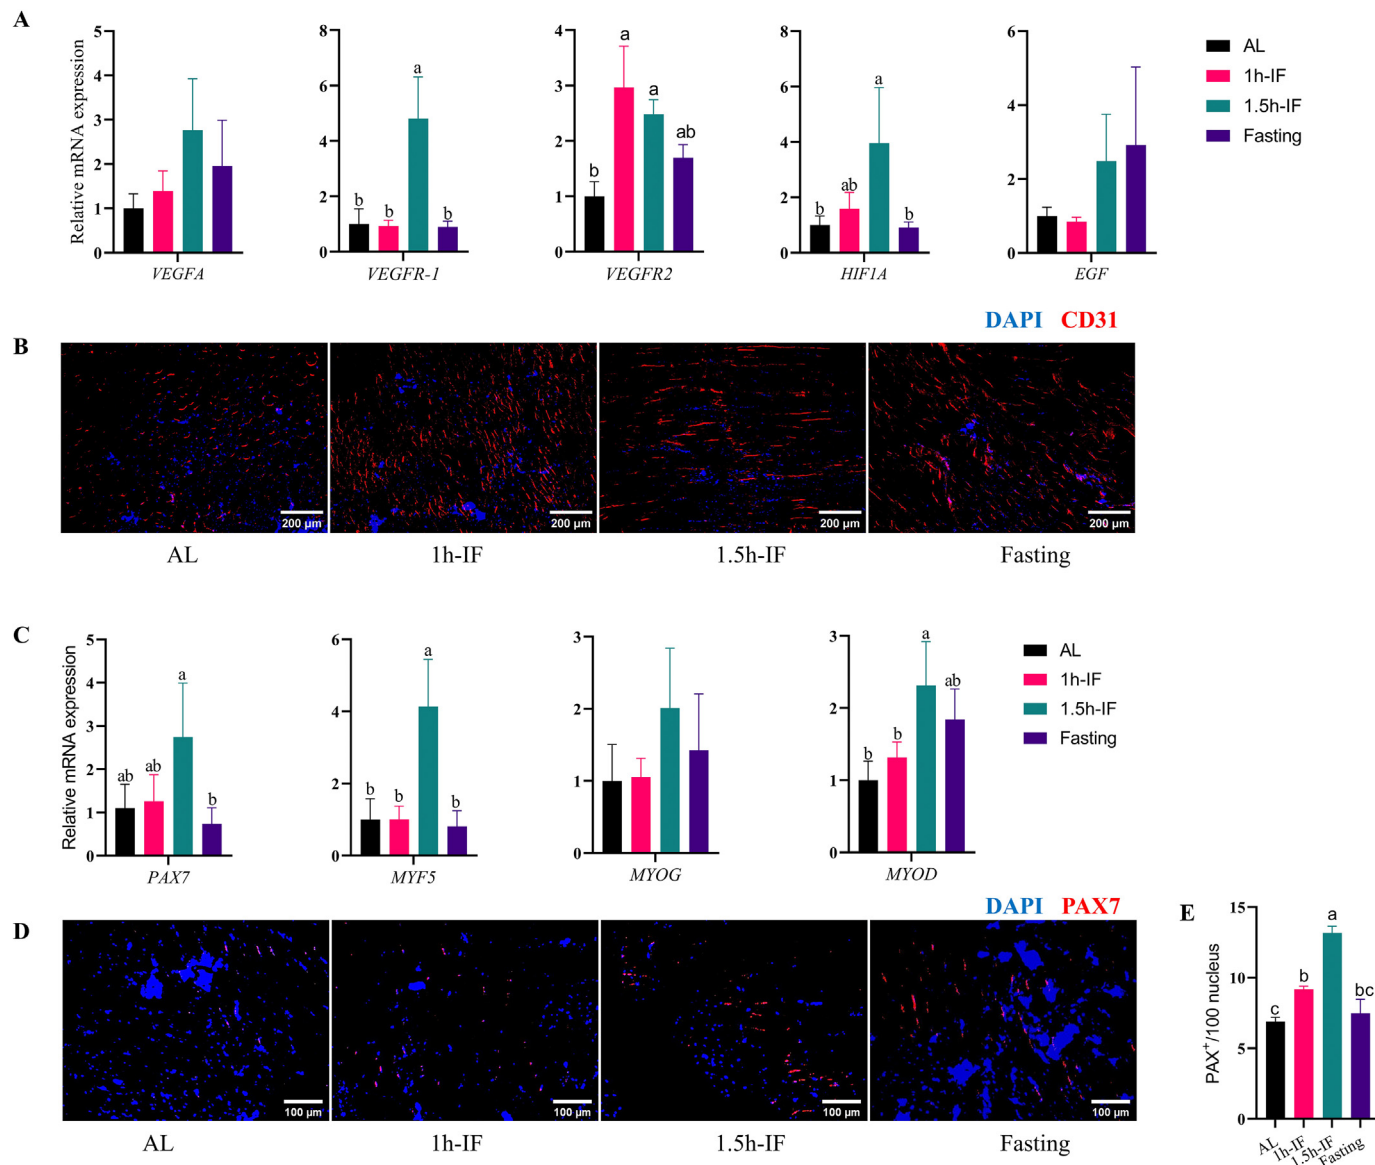 A
Relative mRNA expression
5
4
3
2
1
0
VEGFA
8
6
4
2
0
b
b
a
b
VEGFR-1
4
3
2
1
0
b
a
a
ab
VEGFR2
8
6
4
2
0
b
ab
a
b
HIF1A
6
4
2
0
EGF
AL
1h-IF
1.5h-IF
Fasting
DAPI CD31
B
200 μm
200 μm
200 μm
200 μm
AL 1h-IF 1.5h-IF Fasting
C
Relative mRNA expression
5
4
3
2
1
0
ab
ab
a
b
PAX7
6
4
2
0
b
b
a
b
MYF5
3
2
1
0
MYOG
3
2
1
0
b
b
a
ab
MYOD
AL
1h-IF
1.5h-IF
Fasting
DAPI PAX7
D
100 μm
100 μm
100 μm
100 μm
AL 1h-IF 1.5h-IF Fasting
E
PAX⁺/100 nucleus
15
10
5
0
c
b
a
bc
AL
1h-IF
1.5h-IF
Fasting